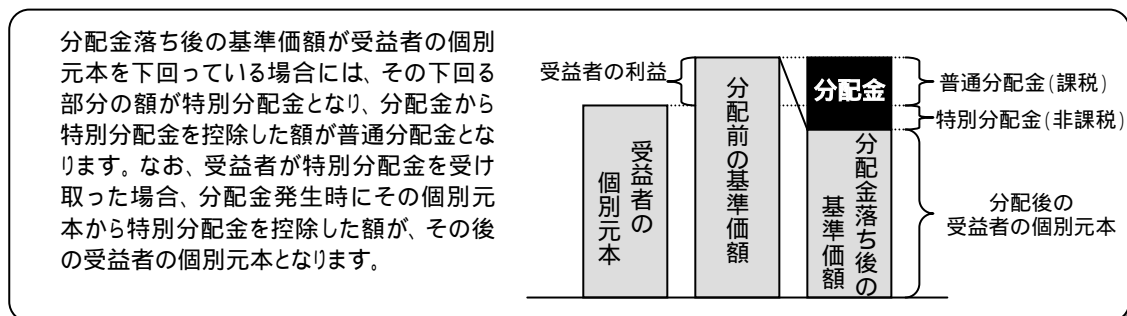 分配金落ち後の基準価額が受益者の個別
元本を下回っている場合には、その下回る
部分の額が特別分配金となり、分配金から
特別分配金を控除した額が普通分配金とな
ります。なお、受益者が特別分配金を受け
取った場合、分配金発生時にその個別元
本から特別分配金を控除した額が、その後
の受益者の個別元本となります。
受益者の利益
受益者の
個別元本
分配前の基準価額
分配金
分配金落ち後の
基準価額
普通分配金(課税)
特別分配金(非課税)
分配後の
受益者の個別元本